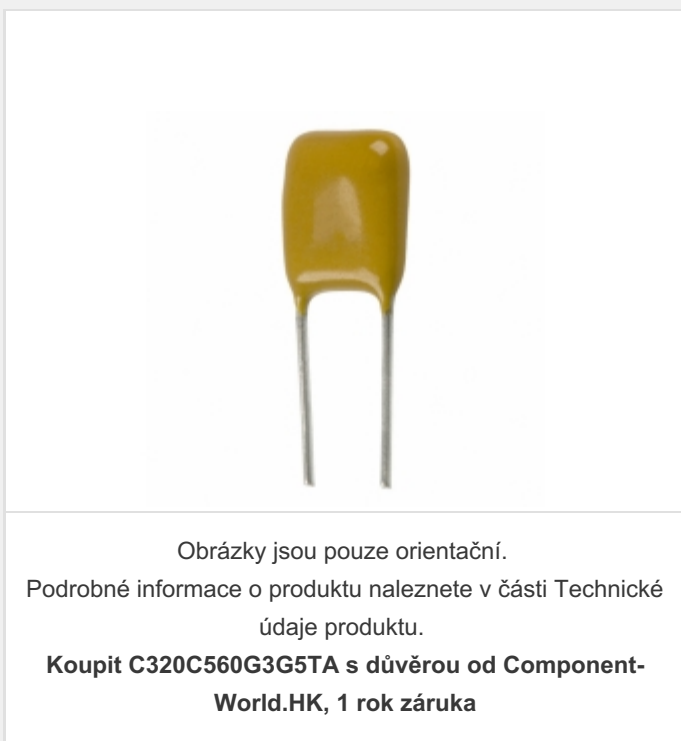 Obrázky jsou pouze orientační.
Podrobné informace o produktu naleznete v části Technické
údaje produktu.
Koupit C320C560G3G5TA s důvěrou od Component-
World.HK, 1 rok záruka